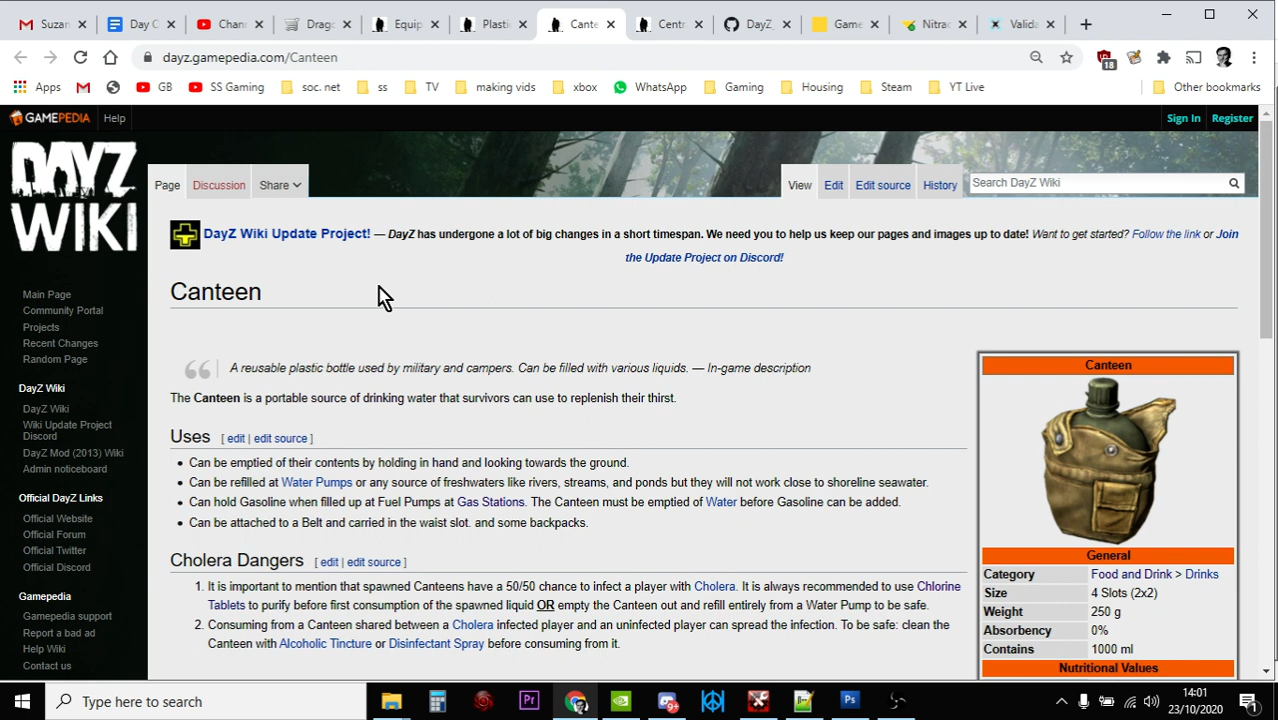 Suzan
Day C
Chan
Drago
Equip
Plasti
Cante
Centr
DayZ_
Game
Nitrad
Valida
dayz.gamepedia.com/Canteen
18
Apps
GB
SS Gaming
soc. net
ss
TV
making vids
xbox
WhatsApp
Gaming
Housing
Steam
YT Live
Other bookmarks
GAMEPEDIA
Help
Sign In
Register
DAYZ
WIKI
Page
Discussion
Share
View
Edit
Edit source
History
Search DayZ Wiki
DayZ Wiki Update Project! — DayZ has undergone a lot of big changes in a short timespan. We need you to help us keep our pages and images up to date! Want to get started? Follow the link or Join
the Update Project on Discord!
Main Page
Community Portal
Projects
Recent Changes
Random Page
DayZ Wiki
DayZ Wiki
Wiki Update Project
Discord
DayZ Mod (2013) Wiki
Admin noticeboard
Official DayZ Links
Official Website
Official Forum
Official Twitter
Official Discord
Gamepedia
Gamepedia support
Report a bad ad
Help Wiki
Contact us
Canteen
A reusable plastic bottle used by military and campers. Can be filled with various liquids. — In-game description
The Canteen is a portable source of drinking water that survivors can use to replenish their thirst.
Uses [ edit | edit source ]
Can be emptied of their contents by holding in hand and looking towards the ground.
Can be refilled at Water Pumps or any source of freshwaters like rivers, streams, and ponds but they will not work close to shoreline seawater.
Can hold Gasoline when filled up at Fuel Pumps at Gas Stations. The Canteen must be emptied of Water before Gasoline can be added.
Can be attached to a Belt and carried in the waist slot. and some backpacks.
Cholera Dangers [ edit | edit source ]
1. It is important to mention that spawned Canteens have a 50/50 chance to infect a player with Cholera. It is always recommended to use Chlorine
Tablets to purify before first consumption of the spawned liquid OR empty the Canteen out and refill entirely from a Water Pump to be safe.
2. Consuming from a Canteen shared between a Cholera infected player and an uninfected player can spread the infection. To be safe: clean the
Canteen with Alcoholic Tincture or Disinfectant Spray before consuming from it.
Canteen
General
Category Food and Drink > Drinks
Size 4 Slots (2x2)
Weight 250 g
Absorbency 0%
Contains 1000 ml
Nutritional Values
Type here to search
Pr
Ps
14:01
23/10/2020
1